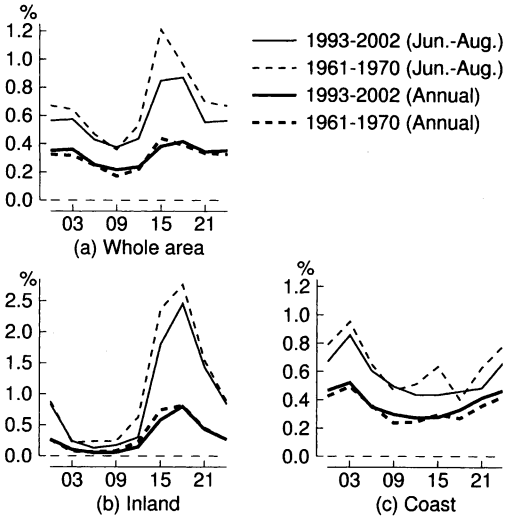 %
1.2
1.0
0.8
0.6
0.4
0.2
0.0
03 09 15 21
(a) Whole area
1993-2002 (Jun.-Aug.)
1961-1970 (Jun.-Aug.)
1993-2002 (Annual)
1961-1970 (Annual)
%
2.5
2.0
1.5
1.0
0.5
0.0
03 09 15 21
(b) Inland
%
1.2
1.0
0.8
0.6
0.4
0.2
0.0
03 09 15 21
(c) Coast